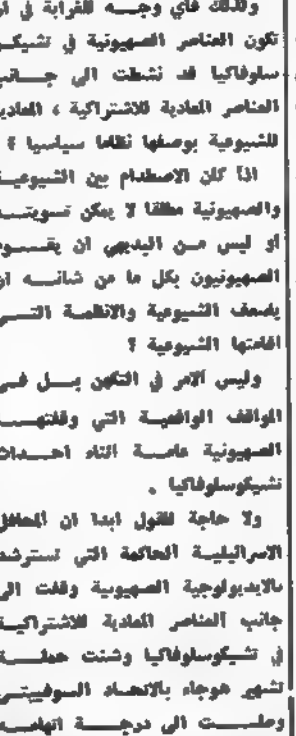 ولذلك فاي وجه للغرابة في ان
تكون العناصر الصهيونية في تشيكو
سلوفاكيا قد نشطت الى جانب
العناصر المعادية للاشتراكية ، المعادية
للشيوعية بوصفها نظاما سياسيا ؟
اذا كان الاصطدام بين الشيوعية
والصهيونية مطلقا لا يمكن تسويته
او ليس من البديهي ان يقوم
الصهيونيون بكل ما من شانه ان
يضعف الشيوعية والانظمة التي
اقامتها الشيوعية ؟
وليس الامر في التكهن بل في
المواقف الواقعية التي وقفتها
الصهيونية عامة اثناء احداث
تشيكوسلوفاكيا .
ولا حاجة للقول ابدا ان المحافل
الاسرائيلية الحاكمة التي تسترشد
بالايديولوجية الصهيونية وقفت الى
جانب العناصر المعادية للاشتراكية
في تشيكوسلوفاكيا وشنت حملة
تشهير هوجاء بالاتحاد السوفييتي
وصلت الى درجة اتهامه